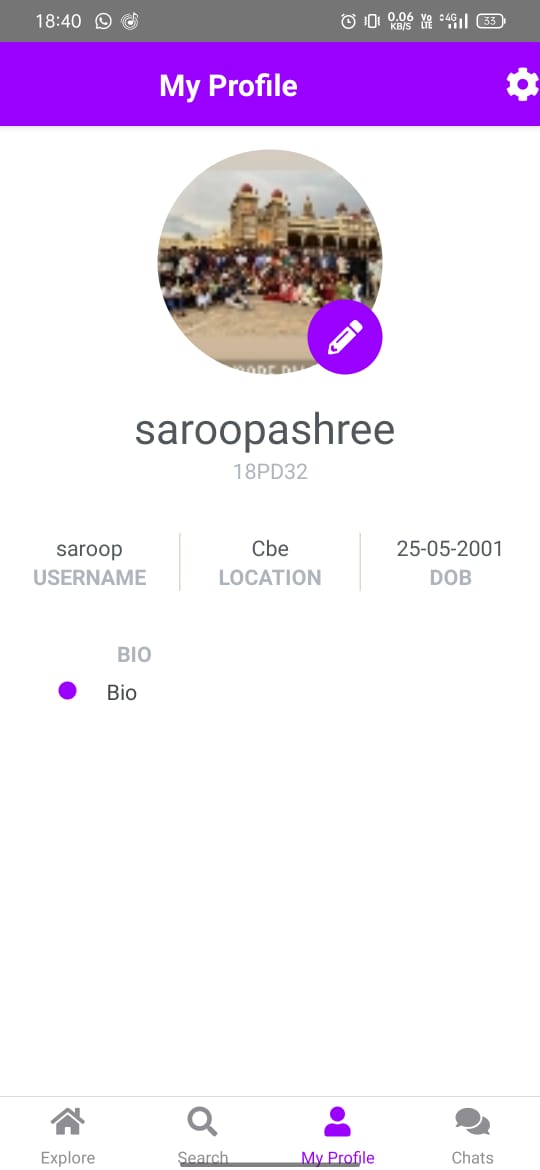 18:40 0.06 KB/S Vo LTE 4G 33
My Profile
saroopashree
18PD32
saroop Cbe 25-05-2001
USERNAME LOCATION DOB
BIO
Bio
Explore Search My Profile Chats